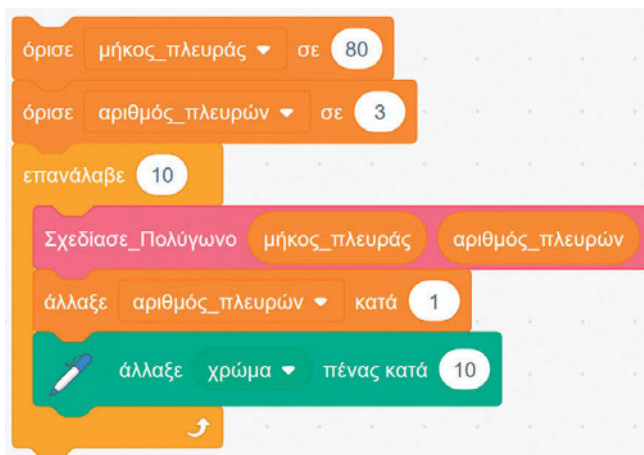 όρισε μήκος_πλευράς σε 80
όρισε αριθμός_πλευρών σε 3
επανάλαβε 10
Σχεδίασε_Πολύγωνο μήκος_πλευράς αριθμός_πλευρών
άλλαξε αριθμός_πλευρών κατά 1
άλλαξε χρώμα πένας κατά 10